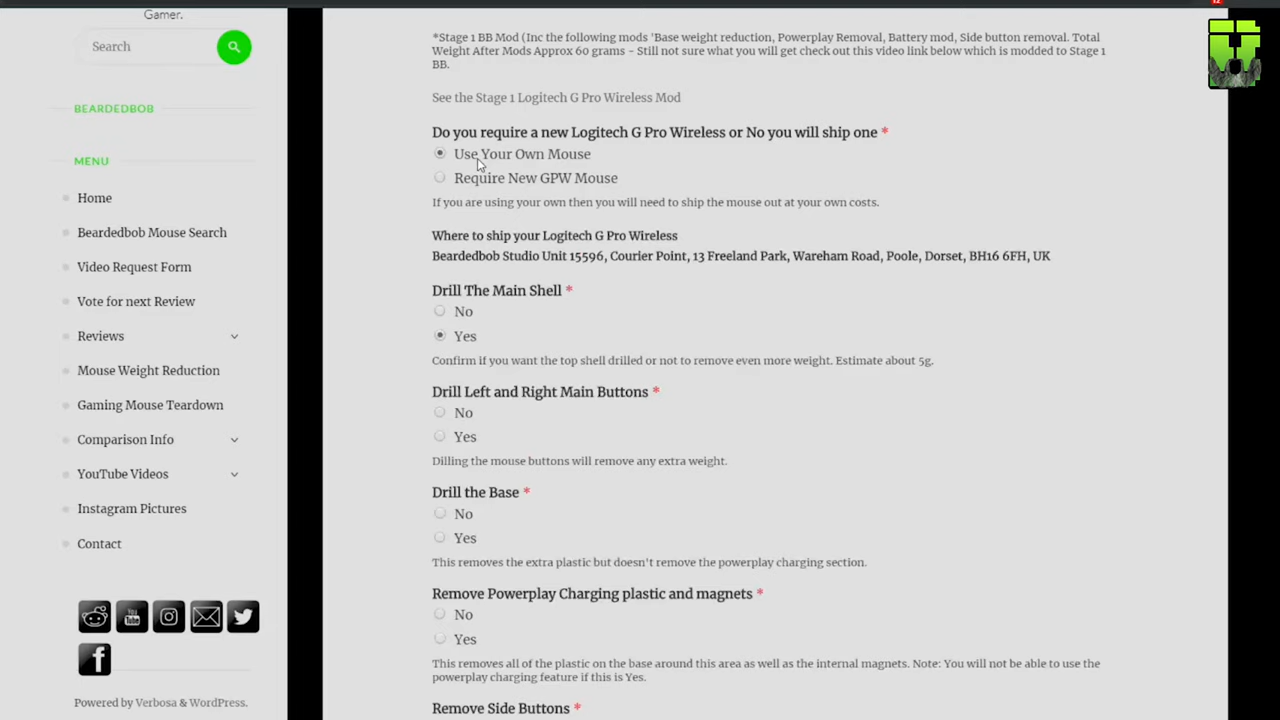 12
Gamer.
Search
BEARDEDBOB
MENU
Home
Beardedbob Mouse Search
Video Request Form
Vote for next Review
Reviews
Mouse Weight Reduction
Gaming Mouse Teardown
Comparison Info
YouTube Videos
Instagram Pictures
Contact
You
Tube
f
Powered by Verbosa & WordPress.
*Stage 1 BB Mod (Inc the following mods 'Base weight reduction, Powerplay Removal, Battery mod, Side button removal. Total
Weight After Mods Approx 60 grams - Still not sure what you will get check out this video link below which is modded to Stage 1
BB.
See the Stage 1 Logitech G Pro Wireless Mod
Do you require a new Logitech G Pro Wireless or No you will ship one *
Use Your Own Mouse
Require New GPW Mouse
If you are using your own then you will need to ship the mouse out at your own costs.
Where to ship your Logitech G Pro Wireless
Beardedbob Studio Unit 15596, Courier Point, 13 Freeland Park, Wareham Road, Poole, Dorset, BH16 6FH, UK
Drill The Main Shell *
No
Yes
Confirm if you want the top shell drilled or not to remove even more weight. Estimate about 5g.
Drill Left and Right Main Buttons *
No
Yes
Dilling the mouse buttons will remove any extra weight.
Drill the Base *
No
Yes
This removes the extra plastic but doesn't remove the powerplay charging section.
Remove Powerplay Charging plastic and magnets *
No
Yes
This removes all of the plastic on the base around this area as well as the internal magnets. Note: You will not be able to use the
powerplay charging feature if this is Yes.
Remove Side Buttons *